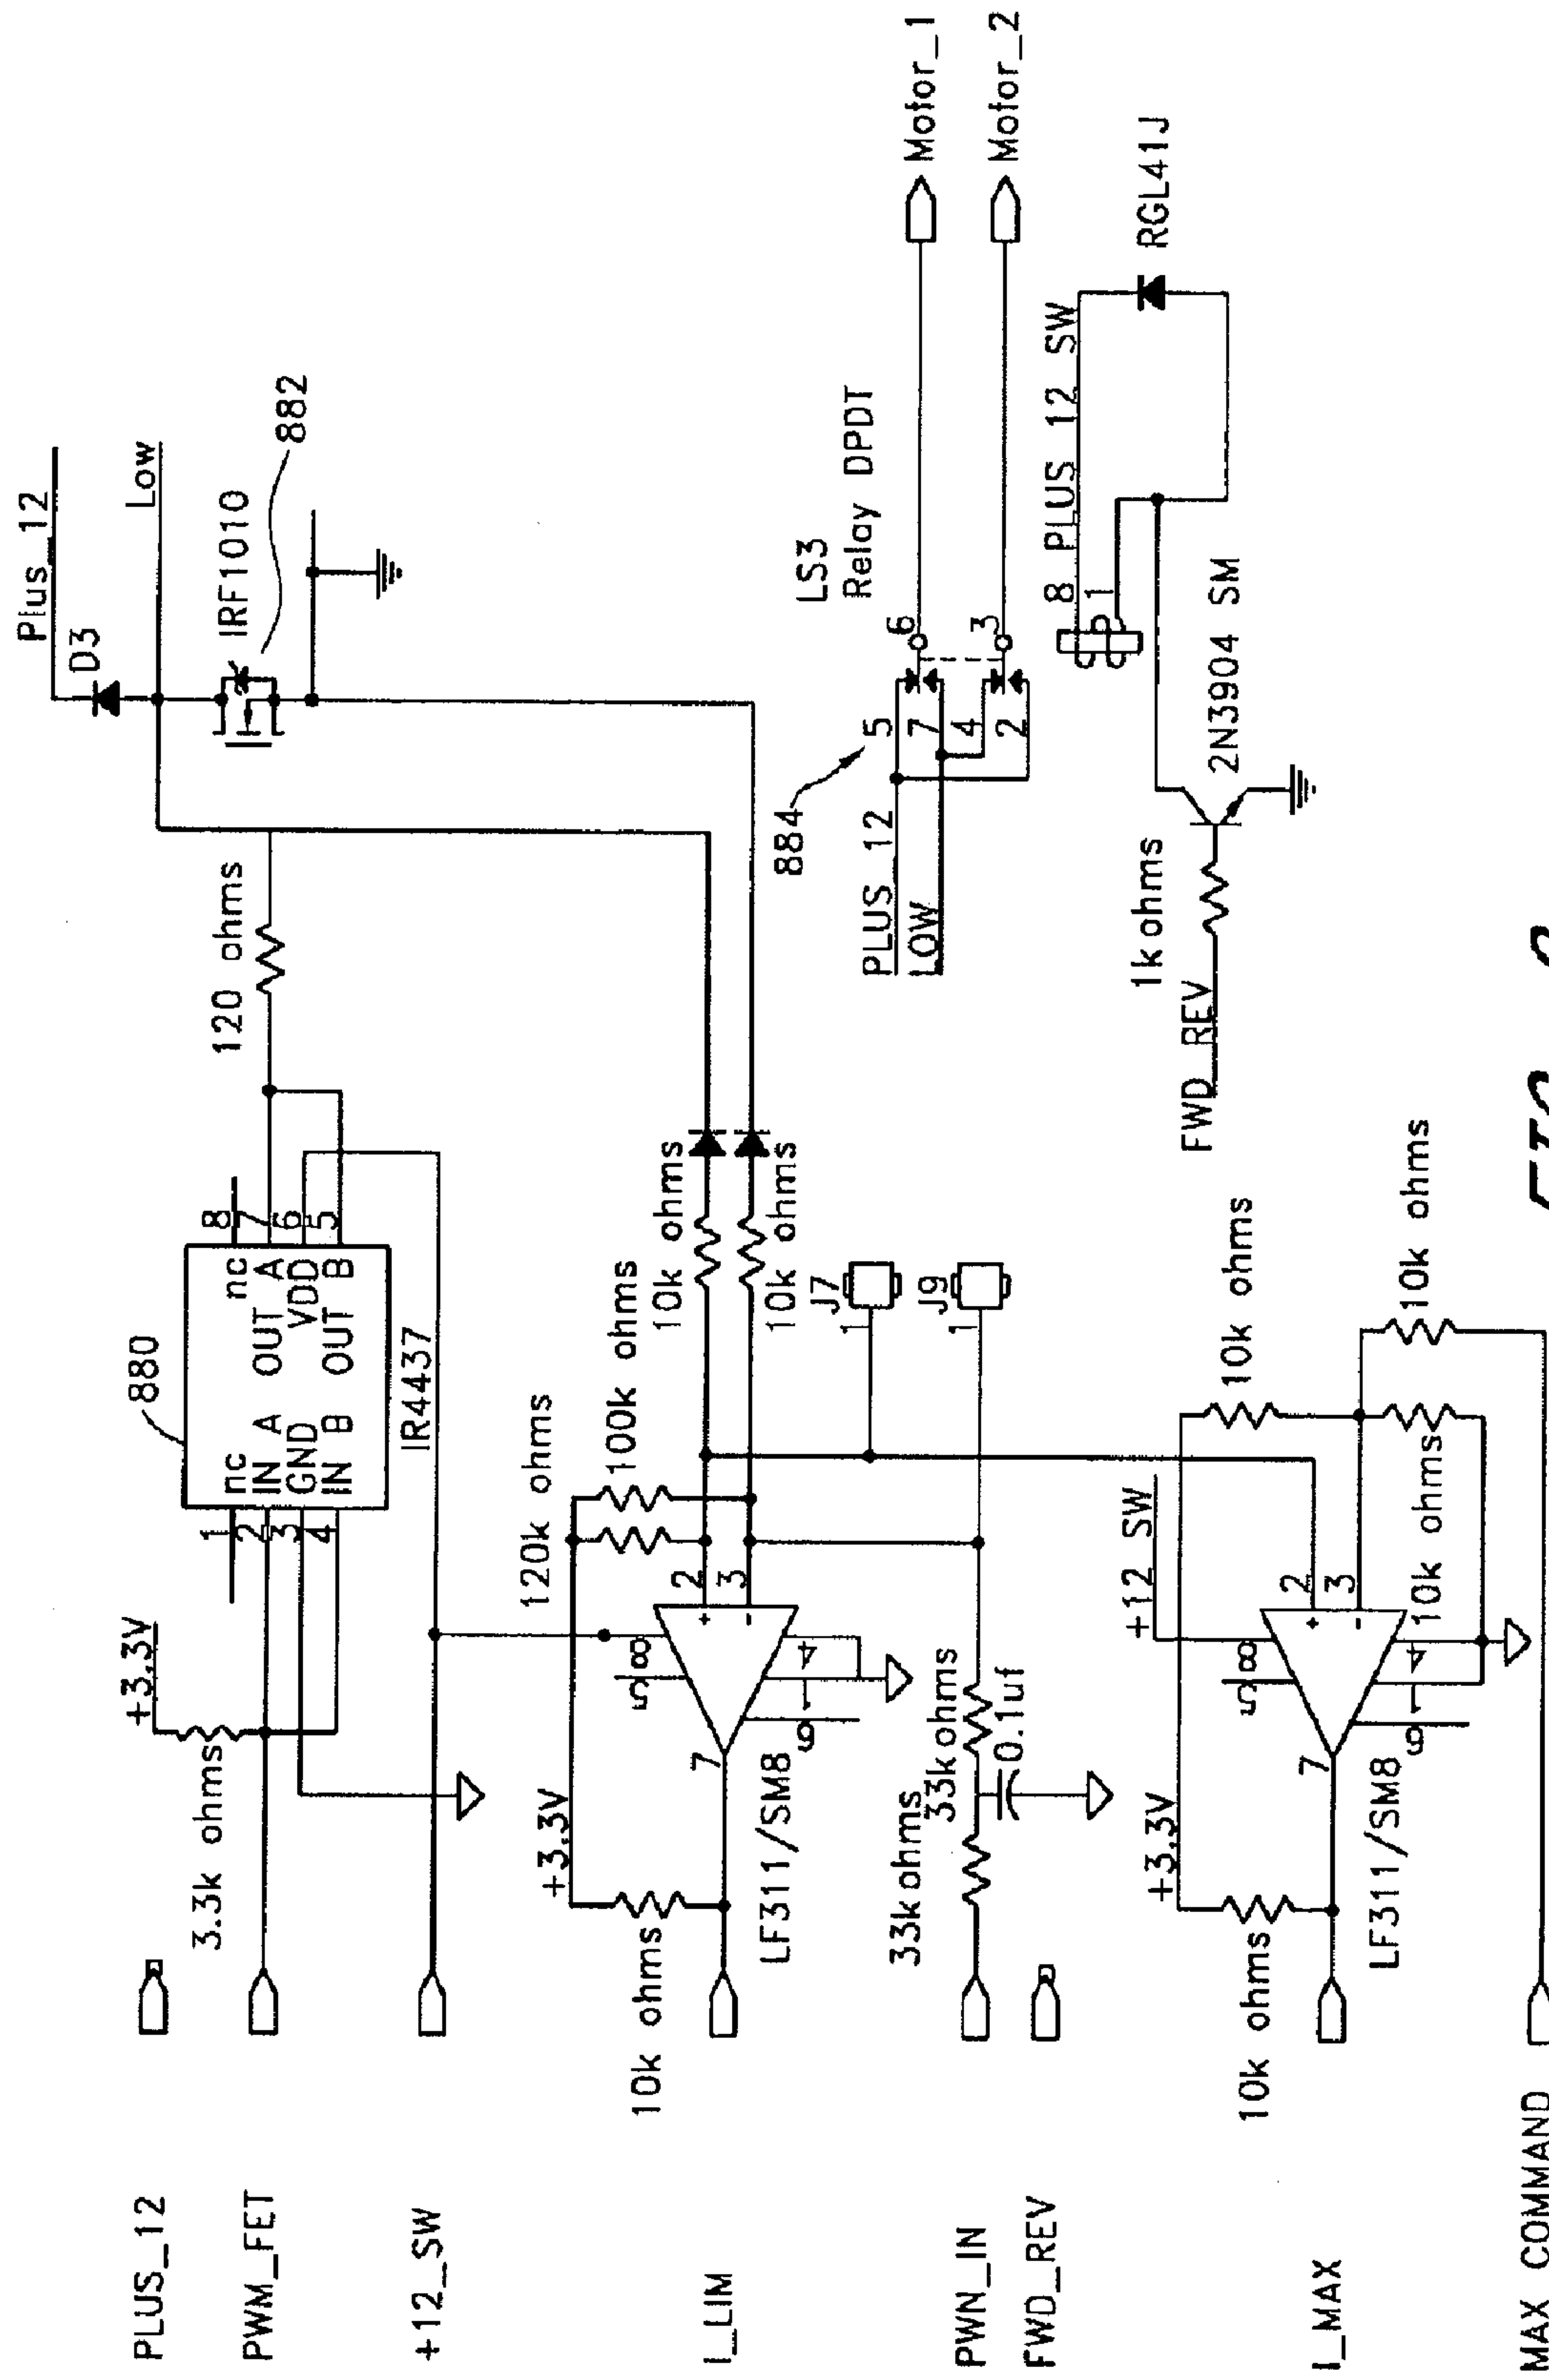 PLUS_12
PWM_FET
+12_SW
I_LIM
PWN_IN
FWD_REV
I_MAX
MAX COMMAND
+3.3V
3.3k ohms
880
nc
IN A
GND
IN B
nc
OUT A
VDD
OUT B
1
2
3
4
8
7
6
5
IR4437
120 ohms
Plus_12
D3
Low
IRF1010
882
+3.3V
10k ohms
120k ohms
100k ohms
10k ohms
10k ohms
2
3
+
-
5
8
7
6
1
4
LF311/SM8
J7
1
J9
1
33k ohms
33k ohms
0.1uf
884
LS3
Relay DPDT
PLUS_12
LOW
5
7
4
2
6
3
Motor_1
Motor_2
8
PLUS_12_SW
1
RGL41J
2N3904 SM
1k ohms
FWD_REV
+3.3V
10k ohms
+12_SW
10k ohms
10k ohms
10k ohms
2
3
+
-
5
8
7
6
1
4
LF311/SM8